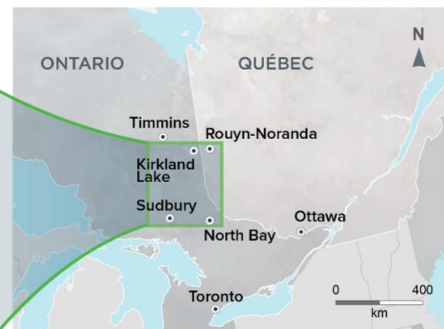 N
ONTARIO
QUÉBEC
Timmins
Rouyn-Noranda
Kirkland
Lake
Sudbury
North Bay
Ottawa
Toronto
0 400
km